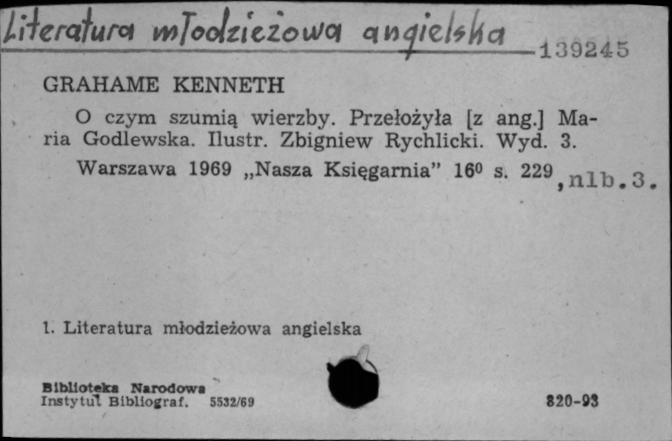 Literatura młodzieżowa angielska
139245
GRAHAME KENNETH
O czym szumią wierzby. Przełożyła [z ang.] Ma-
ria Godlewska. Ilustr. Zbigniew Rychlicki. Wyd. 3.
Warszawa 1969 „Nasza Księgarnia” 16⁰ s. 229, nlb.3.
1. Literatura młodzieżowa angielska
Biblioteka Narodowa
Instytut Bibliograf. 5532/69
820-93